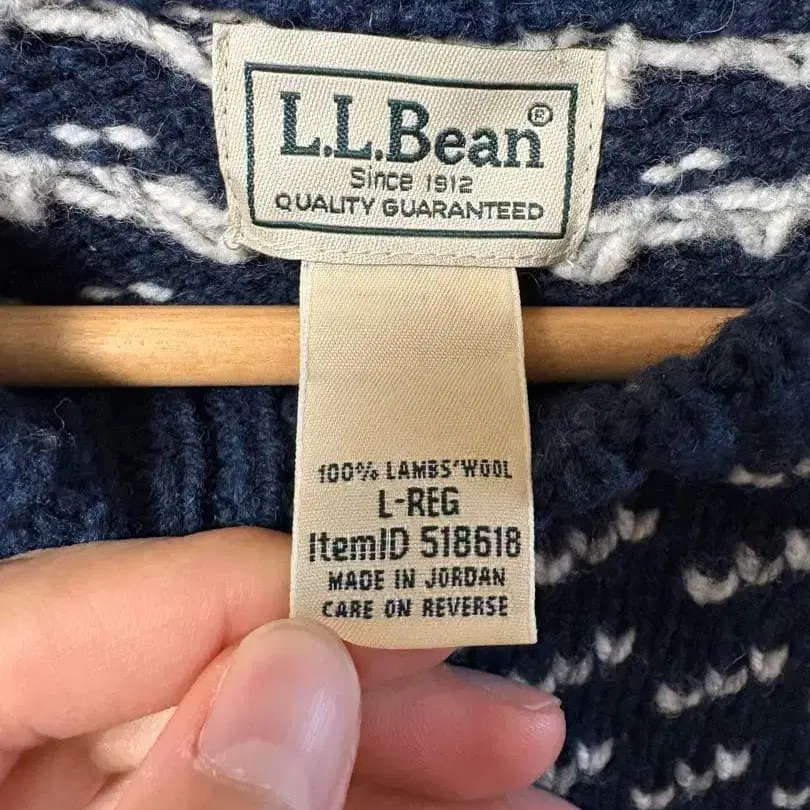 L.L.Bean®
Since 1912
QUALITY GUARANTEED
100% LAMBS'WOOL
L-REG
ItemID 518618
MADE IN JORDAN
CARE ON REVERSE